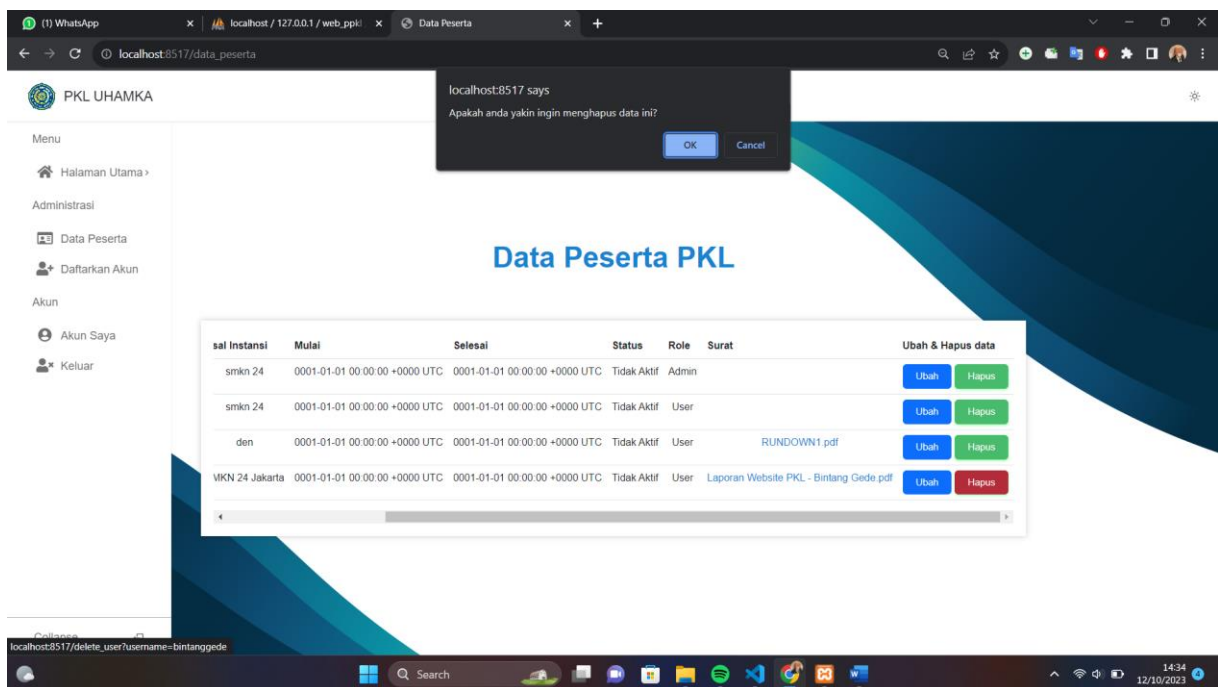 (1) WhatsApp
localhost / 127.0.0.1 / web_ppkl
Data Peserta
localhost:8517/data_peserta
PKL UHAMKA
localhost:8517 says
Apakah anda yakin ingin menghapus data ini?
OK Cancel
Menu
Halaman Utama ›
Administrasi
Data Peserta
Daftarkan Akun
Akun
Akun Saya
Keluar
Data Peserta PKL
sal Instansi Mulai Selesai Status Role Surat Ubah & Hapus data
smkn 24 0001-01-01 00:00:00 +0000 UTC 0001-01-01 00:00:00 +0000 UTC Tidak Aktif Admin Ubah Hapus
smkn 24 0001-01-01 00:00:00 +0000 UTC 0001-01-01 00:00:00 +0000 UTC Tidak Aktif User Ubah Hapus
den 0001-01-01 00:00:00 +0000 UTC 0001-01-01 00:00:00 +0000 UTC Tidak Aktif User RUNDOWN1.pdf Ubah Hapus
MKN 24 Jakarta 0001-01-01 00:00:00 +0000 UTC 0001-01-01 00:00:00 +0000 UTC Tidak Aktif User Laporan Website PKL - Bintang Gede.pdf Ubah Hapus
Collapse
localhost:8517/delete_user?username=bintanggede
Search
14:34
12/10/2023
4